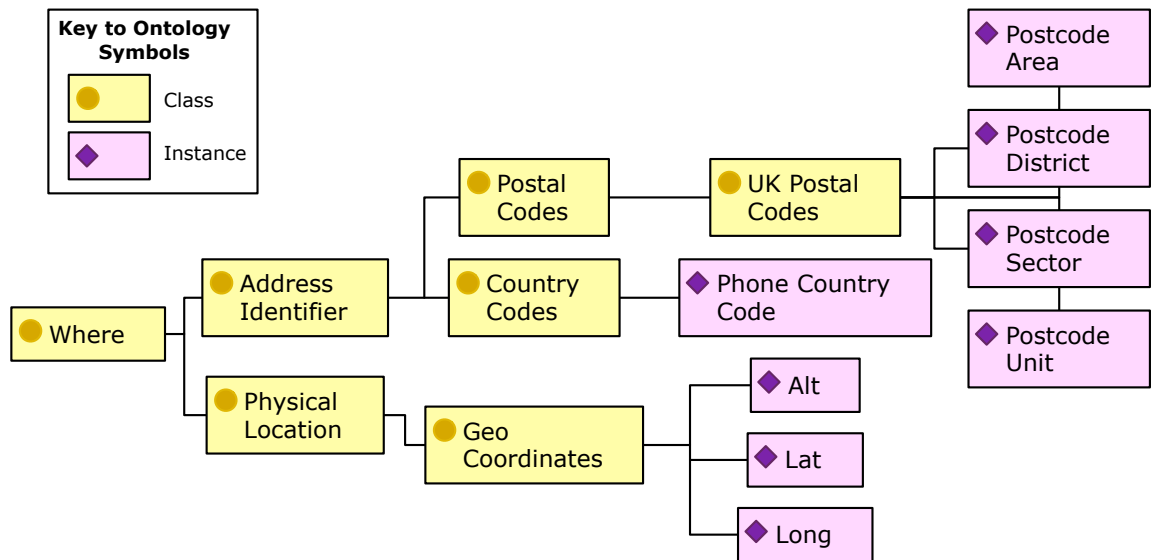 Key to Ontology
Symbols
Class
Instance
Postcode
Area
Postcode
District
Postal
Codes
UK Postal
Codes
Postcode
Sector
Address
Identifier
Country
Codes
Phone Country
Code
Where
Postcode
Unit
Physical
Location
Geo
Coordinates
Alt
Lat
Long